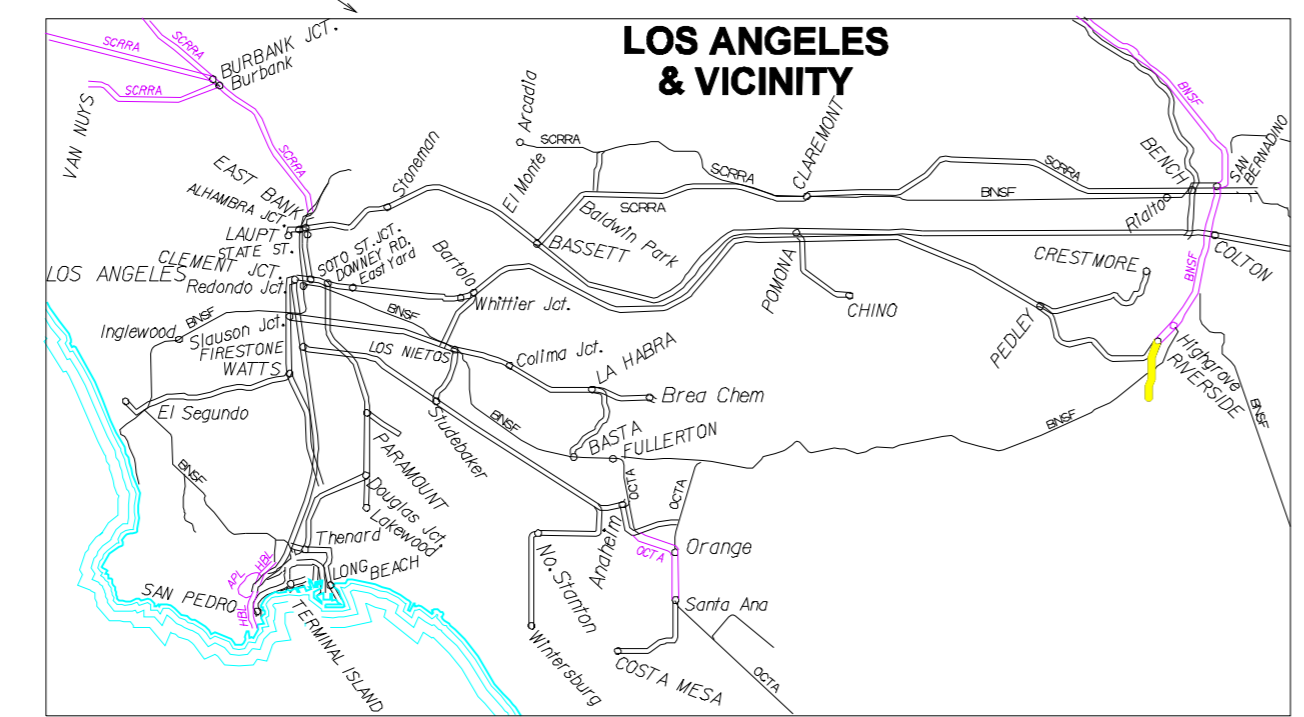 LOS ANGELES
& VICINITY
SCRRA
SCRRA
BURBANK JCT.
Burbank
SCRRA
VAN NUYS
SCRRA
EAST BANK
ALHAMBRA JCT.
LAUPT
STATE ST.
CLEMENT JCT.
LOS ANGELES
Redondo Jct.
SOTO ST. JCT.
DOWNEY RD.
East Yard
Stoneman
Arcadia
El Monte
SCRRA
SCRRA
SCRRA
Baldwin Park
BASSETT
CLAREMONT
SCRRA
BNSF
BNSF
BENCH
SAN
BERNADINO
Rialto
COLTON
BNSF
CRESTMORE
POMONA
CHINO
PEDLEY
Highgrove
RIVERSIDE
BNSF
BNSF
Bartolo
Whittier Jct.
BNSF
Inglewood
BNSF
Slauson Jct.
FIRESTONE
WATTS
LOS NIETOS
Colima Jct.
LA HABRA
Brea Chem
El Segundo
Studebaker
BNSF
BASTA
FULLERTON
BNSF
PARAMOUNT
Douglas Jct.
Lakewood
OCTA
OCTA
Anaheim
Thenard
HBL
APL
HBL
LONG BEACH
SAN PEDRO
TERMINAL ISLAND
No. Stanton
OCTA
Orange
Santa Ana
Wintersburg
COSTA MESA
OCTA